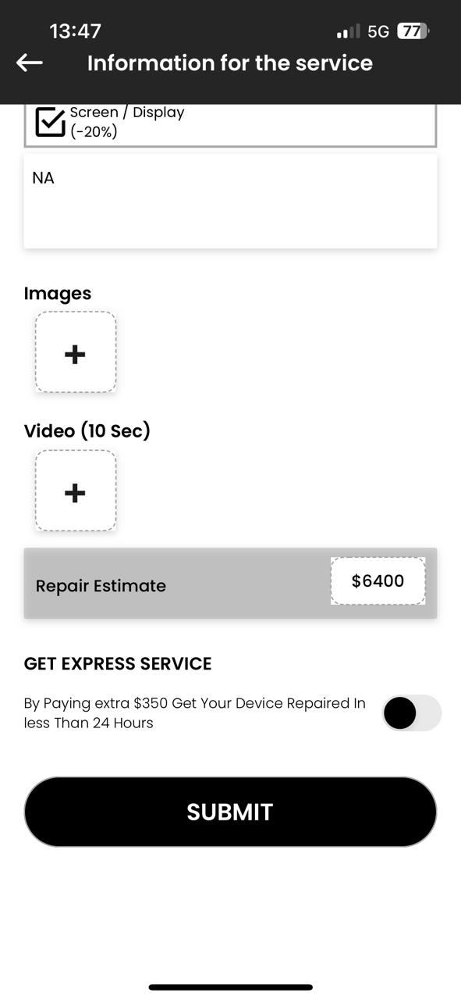 13:47
5G 77
Information for the service
Screen / Display
(-20%)
NA
Images
+
Video (10 Sec)
+
Repair Estimate
$6400
GET EXPRESS SERVICE
By Paying extra $350 Get Your Device Repaired In
less Than 24 Hours
SUBMIT